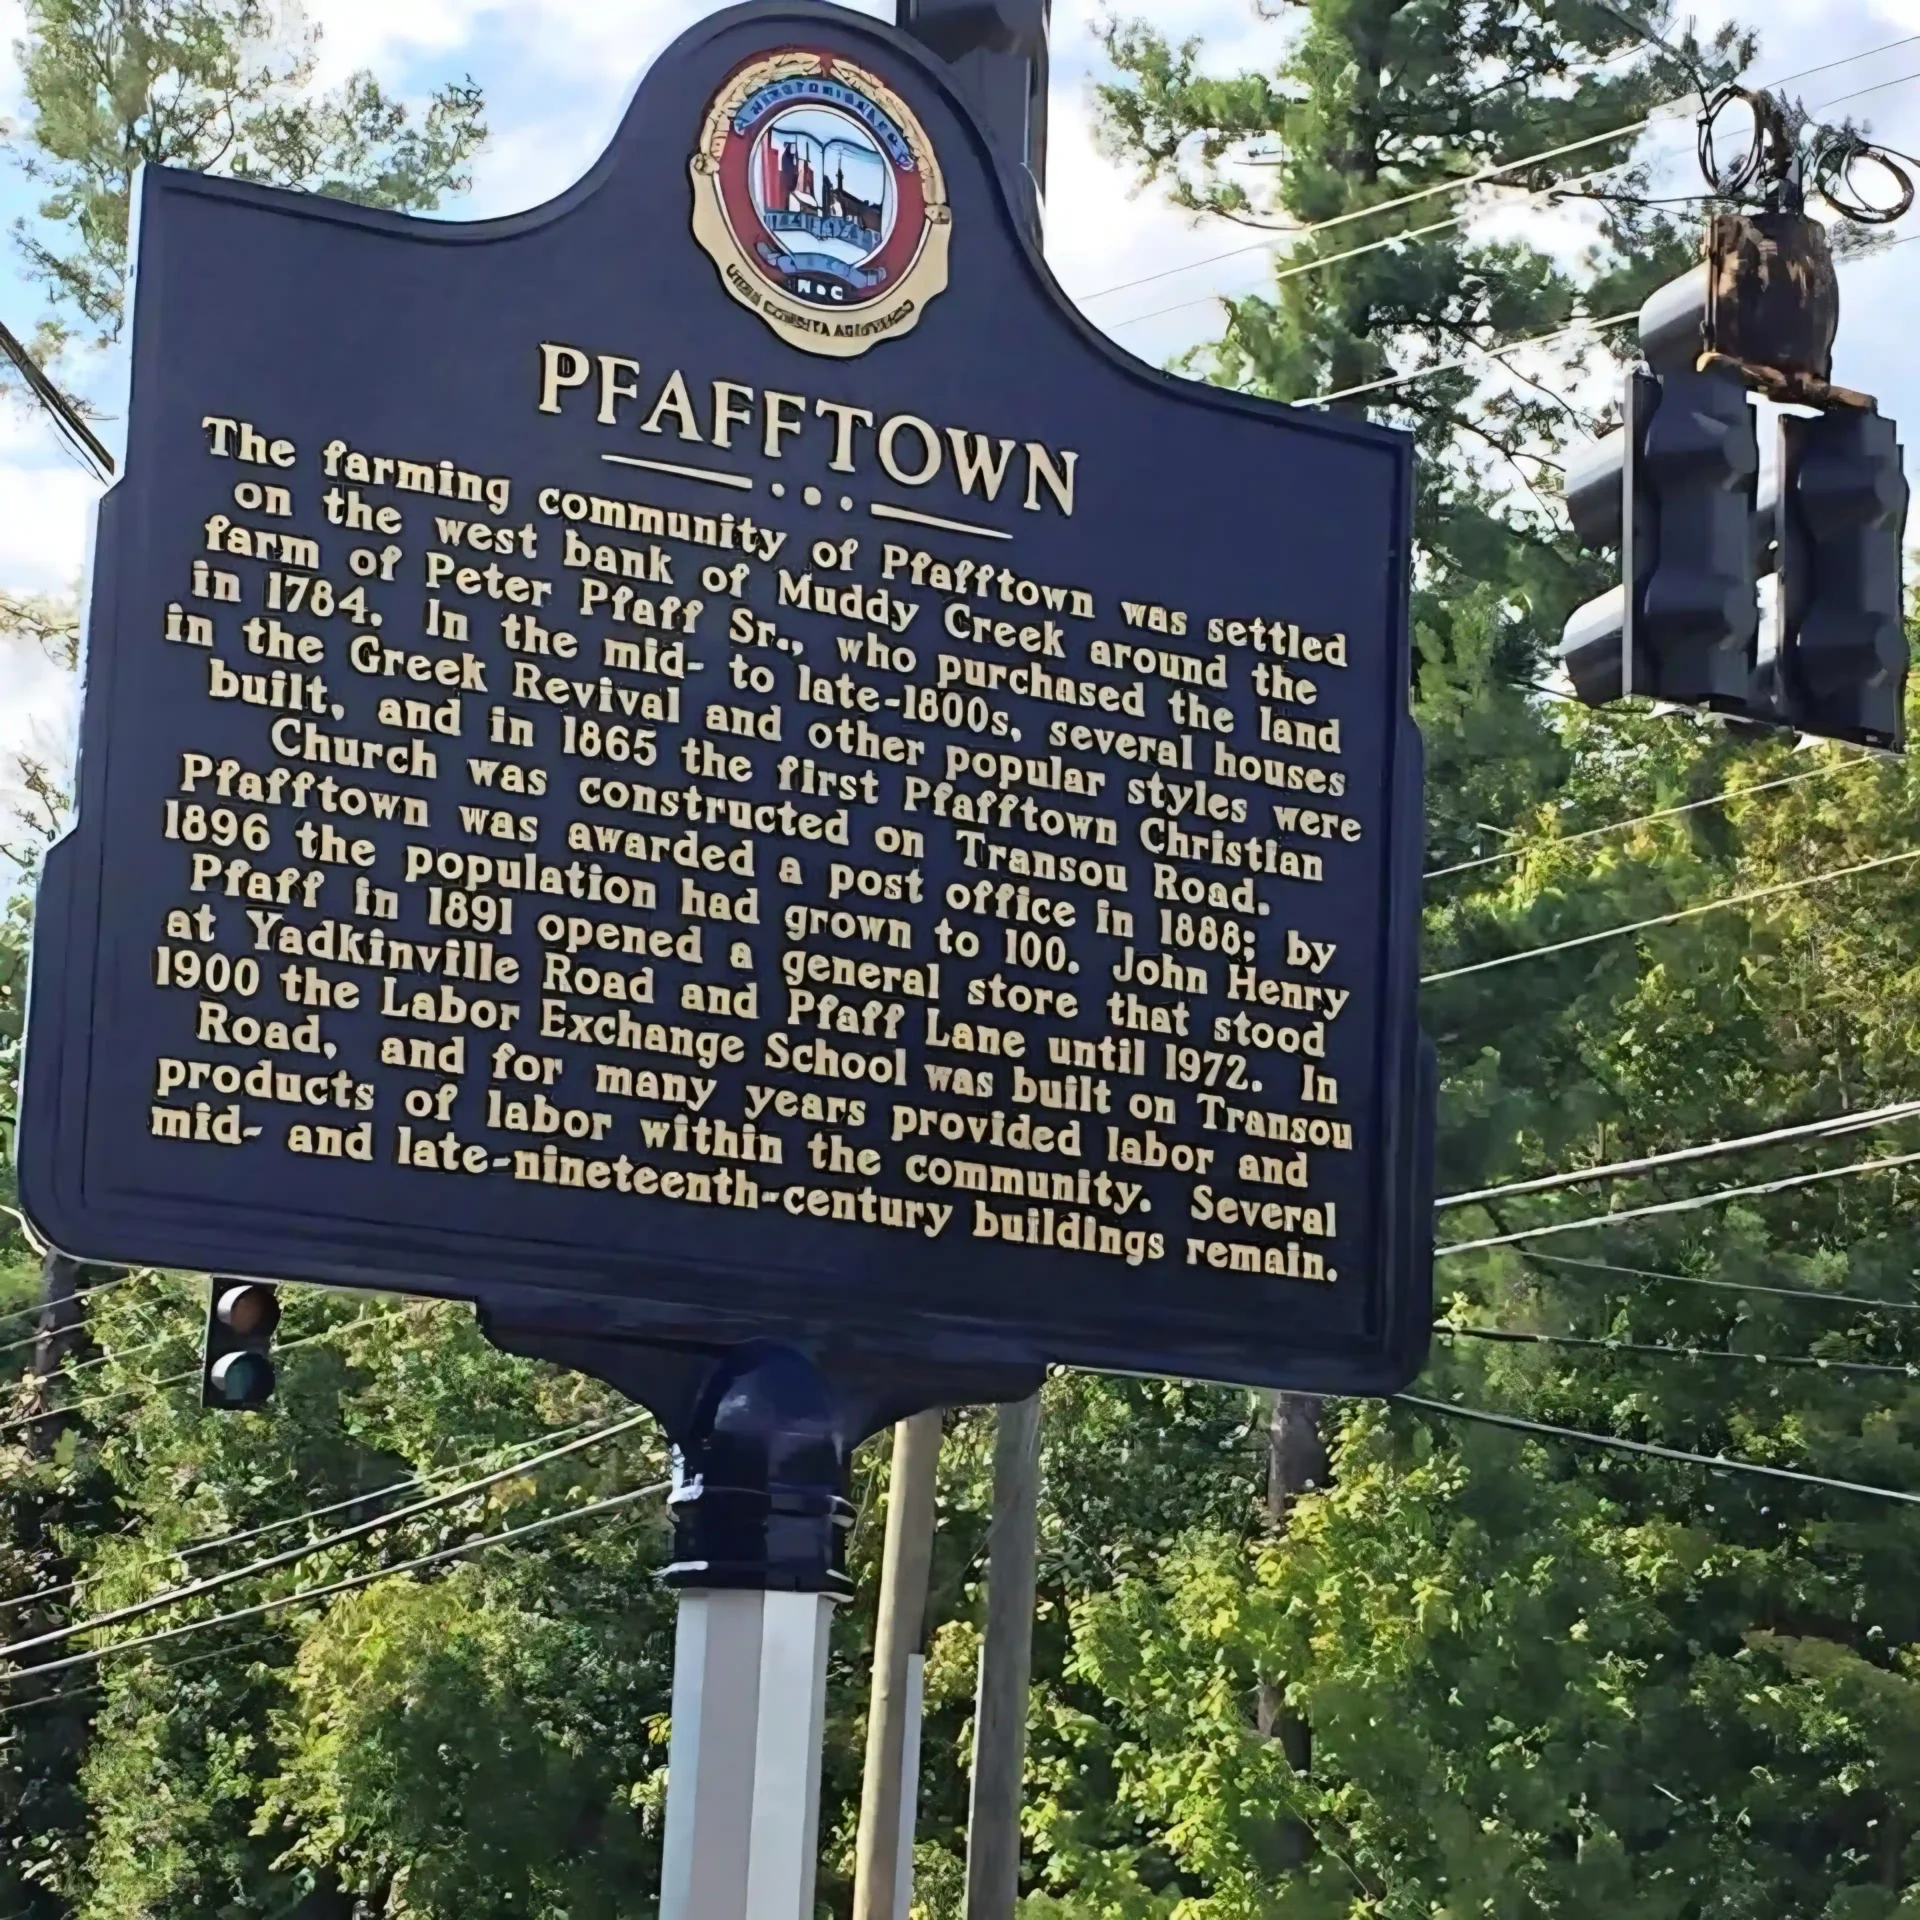 N C
PFAFFTOWN
The farming community of Pfafftown was settled
on the west bank of Muddy Creek around the
farm of Peter Pfaff Sr., who purchased the land
in 1784. In the mid- to late-1800s, several houses
in the Greek Revival and other popular styles were
built, and in 1865 the first Pfafftown Christian
Church was constructed on Transou Road.
Pfafftown was awarded a post office in 1888; by
1896 the population had grown to 100. John Henry
Pfaff in 1891 opened a general store that stood
at Yadkinville Road and Pfaff Lane until 1972. In
1900 the Labor Exchange School was built on Transou
Road, and for many years provided labor and
products of labor within the community. Several
mid- and late-nineteenth-century buildings remain.